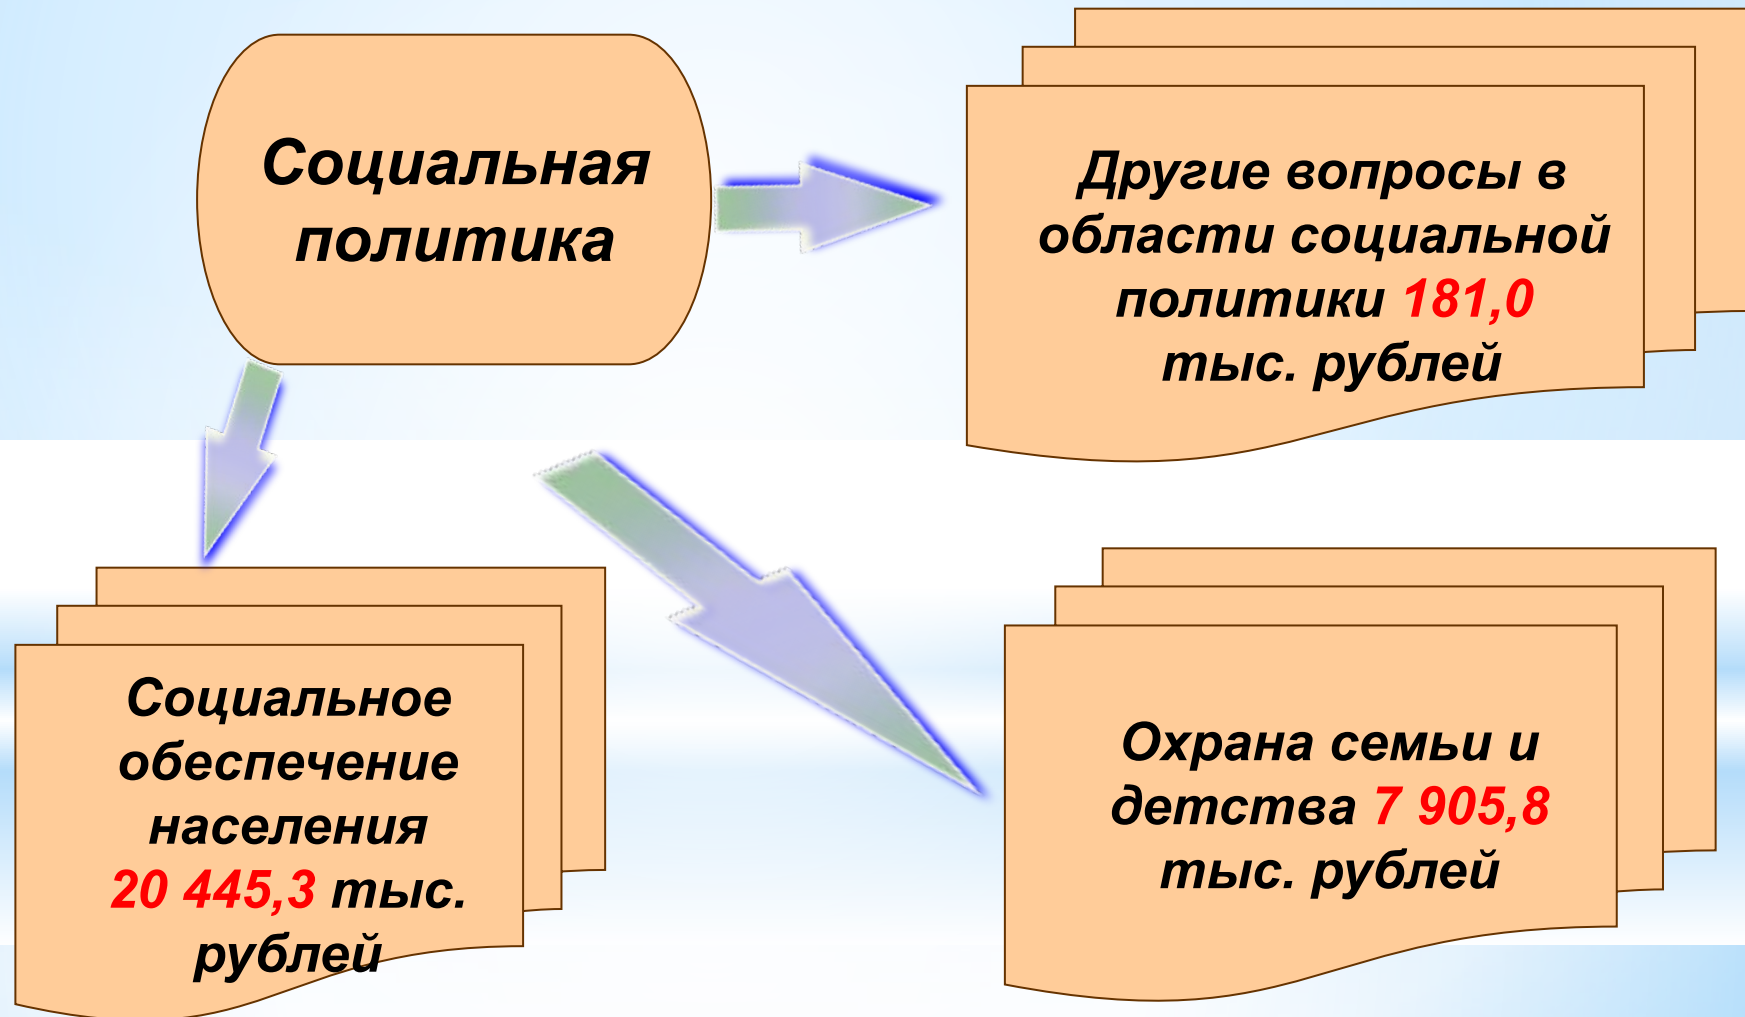 Социальная
политика
Другие вопросы в
области социальной
политики 181,0
тыс. рублей
Социальное
обеспечение
населения
20 445,3 тыс.
рублей
Охрана семьи и
детства 7 905,8
тыс. рублей